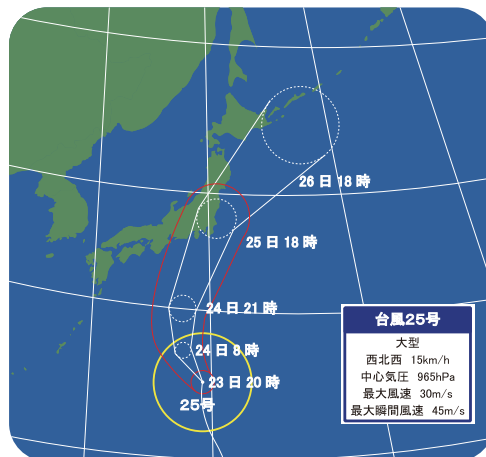 26日18時
25日18時
24日21時
24日8時
23日20時
25号
台風25号
大型
西北西 15km/h
中心気圧 965hPa
最大風速 30m/s
最大瞬間風速 45m/s